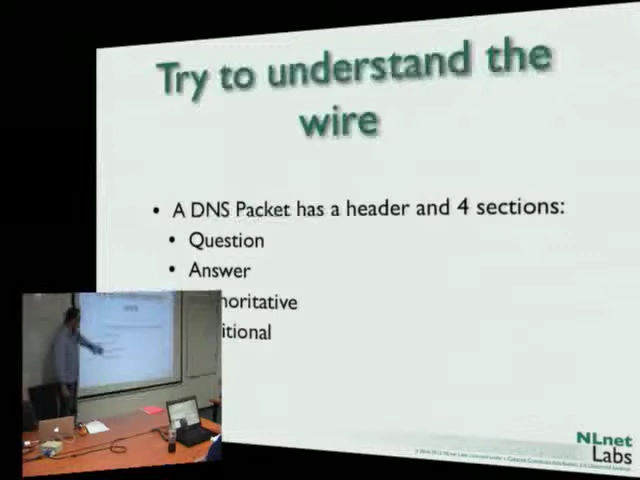 Try to understand the
wire
• A DNS Packet has a header and 4 sections:
• Question
• Answer
horitative
itional
NLnet
Labs